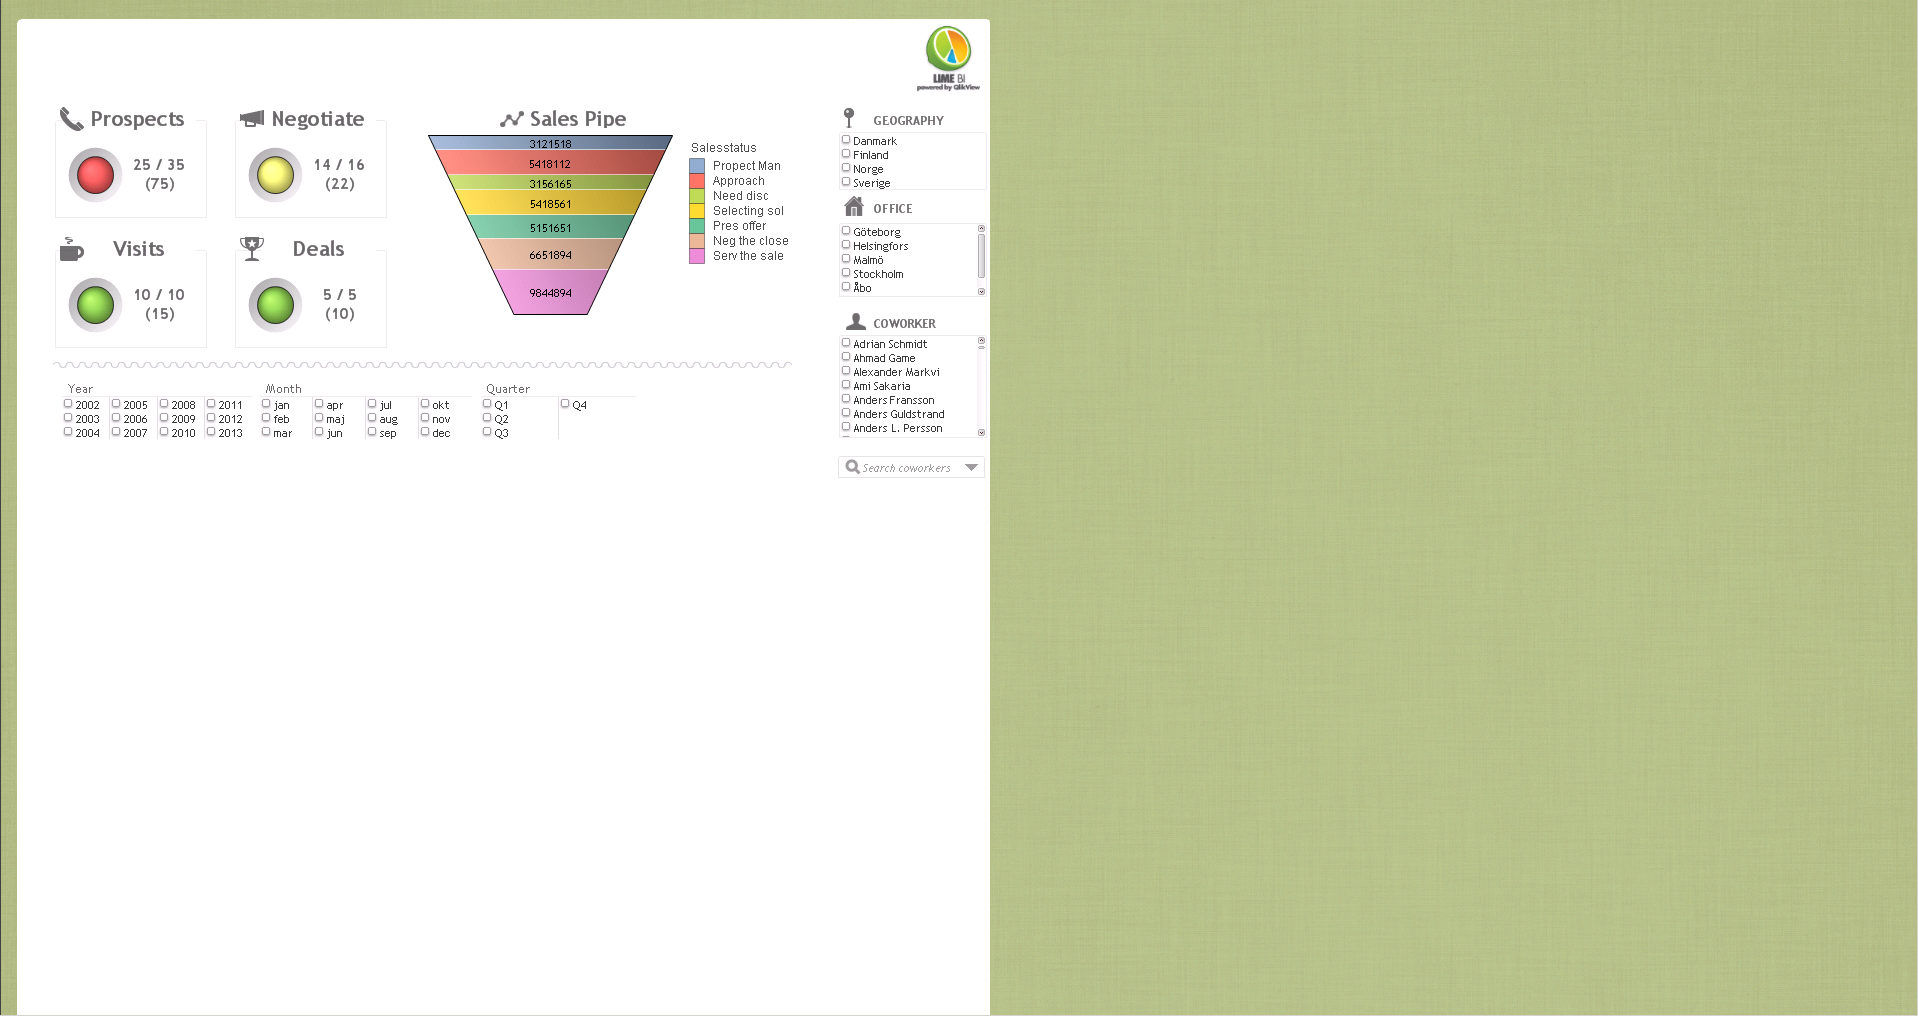 LIME BI
powered by QlikView
Prospects
25 / 35
(75)
Negotiate
14 / 16
(22)
Visits
10 / 10
(15)
Deals
5 / 5
(10)
Sales Pipe
3121518
5418112
3156165
5418561
5151651
6651894
9844894
Salesstatus
Propect Man
Approach
Need disc
Selecting sol
Pres offer
Neg the close
Serv the sale
GEOGRAPHY
Danmark
Finland
Norge
Sverige
OFFICE
Göteborg
Helsingfors
Malmö
Stockholm
Åbo
COWORKER
Adrian Schmidt
Ahmad Game
Alexander Markvi
Ami Sakaria
Anders Fransson
Anders Guldstrand
Anders L. Persson
Search coworkers
Year
2002 2005 2008 2011
2003 2006 2009 2012
2004 2007 2010 2013
Month
jan apr jul okt
feb maj aug nov
mar jun sep dec
Quarter
Q1 Q4
Q2
Q3